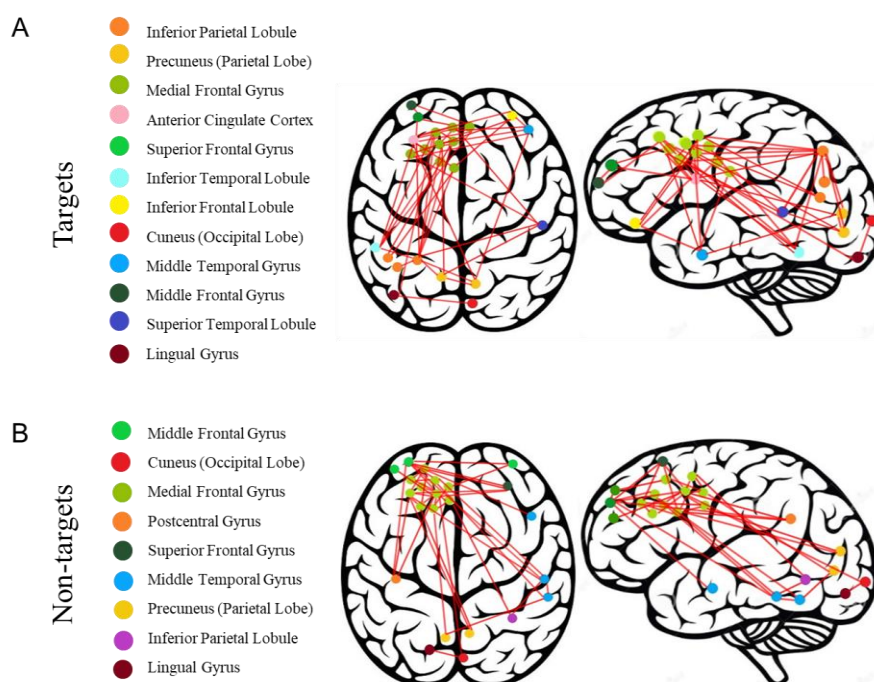 A
Targets
Inferior Parietal Lobule
Precuneus (Parietal Lobe)
Medial Frontal Gyrus
Anterior Cingulate Cortex
Superior Frontal Gyrus
Inferior Temporal Lobule
Inferior Frontal Lobule
Cuneus (Occipital Lobe)
Middle Temporal Gyrus
Middle Frontal Gyrus
Superior Temporal Lobule
Lingual Gyrus
B
Non-targets
Middle Frontal Gyrus
Cuneus (Occipital Lobe)
Medial Frontal Gyrus
Postcentral Gyrus
Superior Frontal Gyrus
Middle Temporal Gyrus
Precuneus (Parietal Lobe)
Inferior Parietal Lobule
Lingual Gyrus